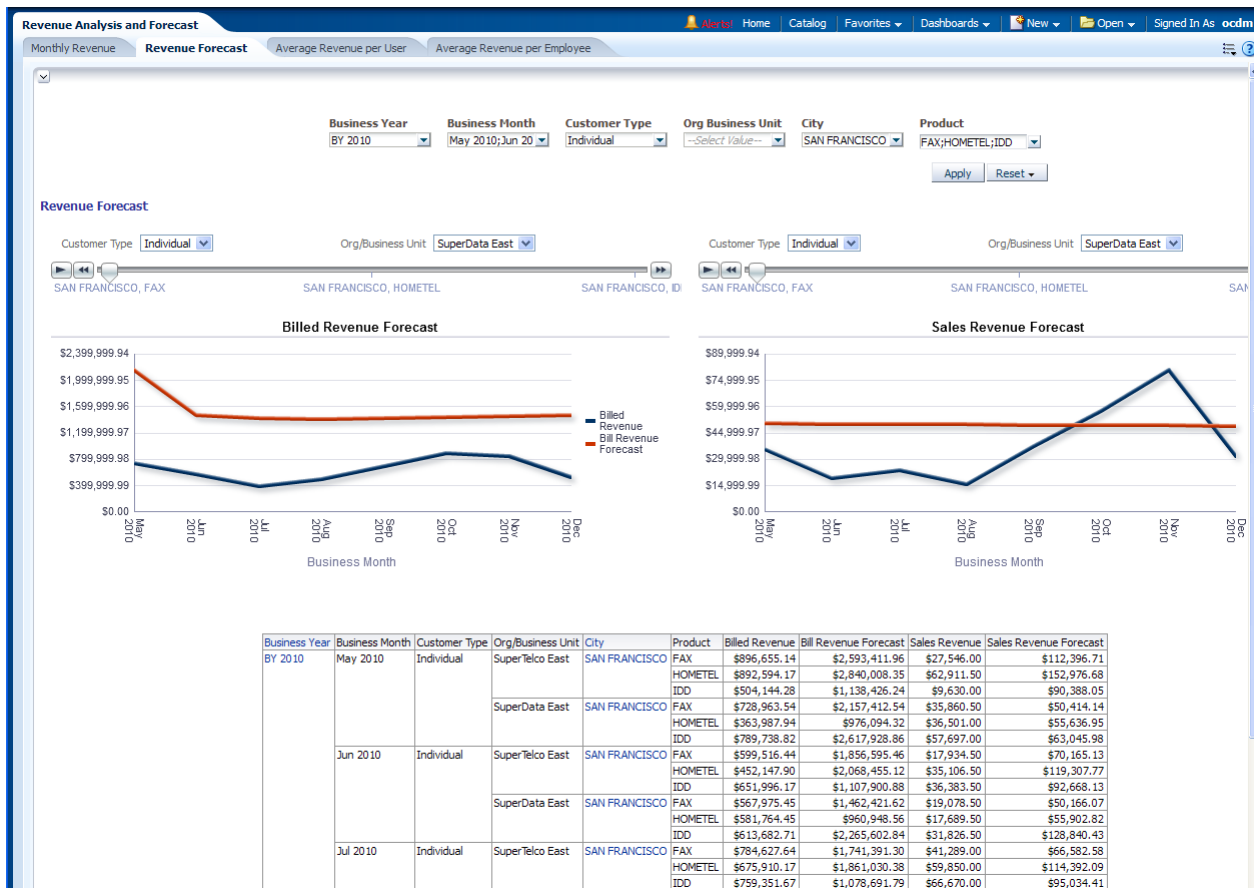 Revenue Analysis and Forecast
Alerts! Home Catalog Favorites Dashboards New Open Signed In As ocdm
Monthly Revenue Revenue Forecast Average Revenue per User Average Revenue per Employee
Business Year Business Month Customer Type Org Business Unit City Product
BY 2010 May 2010;Jun 20 Individual --Select Value-- SAN FRANCISCO FAX;HOMETEL;IDD
Apply Reset
Revenue Forecast
Customer Type Individual Org/Business Unit SuperData East Customer Type Individual Org/Business Unit SuperData East
SAN FRANCISCO, FAX SAN FRANCISCO, HOMETEL SAN FRANCISCO, ID SAN FRANCISCO, FAX SAN FRANCISCO, HOMETEL SAN
Billed Revenue Forecast
$2,399,999.94
$1,999,999.95
$1,599,999.96
$1,199,999.97
$799,999.98
$399,999.99
$0.00
May 2010 Jun 2010 Jul 2010 Aug 2010 Sep 2010 Oct 2010 Nov 2010 Dec 2010
Business Month
Billed
Revenue
Bill Revenue
Forecast
Sales Revenue Forecast
$89,999.94
$74,999.95
$59,999.96
$44,999.97
$29,999.98
$14,999.99
$0.00
May 2010 Jun 2010 Jul 2010 Aug 2010 Sep 2010 Oct 2010 Nov 2010 Dec 2010
Business Month
Business Year Business Month Customer Type Org/Business Unit City Product Billed Revenue Bill Revenue Forecast Sales Revenue Sales Revenue Forecast
BY 2010 May 2010 Individual SuperTelco East SAN FRANCISCO FAX $896,655.14 $2,593,411.96 $27,546.00 $112,396.71
HOMETEL $892,594.17 $2,840,008.35 $62,911.50 $152,976.68
IDD $504,144.28 $1,138,426.24 $9,630.00 $90,388.05
SuperData East SAN FRANCISCO FAX $728,963.54 $2,157,412.54 $35,860.50 $50,414.14
HOMETEL $363,987.94 $976,094.32 $36,501.00 $55,636.95
IDD $789,738.82 $2,617,928.86 $57,697.00 $63,045.98
Jun 2010 Individual SuperTelco East SAN FRANCISCO FAX $599,516.44 $1,856,595.46 $17,934.50 $70,165.13
HOMETEL $452,147.90 $2,068,455.12 $35,106.50 $119,307.77
IDD $651,996.17 $1,107,900.88 $36,383.50 $92,668.13
SuperData East SAN FRANCISCO FAX $567,975.45 $1,462,421.62 $19,078.50 $50,166.07
HOMETEL $581,764.45 $960,948.56 $17,689.50 $55,902.82
IDD $613,682.71 $2,265,602.84 $31,826.50 $128,840.43
Jul 2010 Individual SuperTelco East SAN FRANCISCO FAX $784,627.64 $1,741,391.30 $41,289.00 $66,582.58
HOMETEL $675,910.17 $1,861,030.38 $59,850.00 $114,392.09
IDD $759,351.67 $1,078,691.79 $66,670.00 $95,034.41